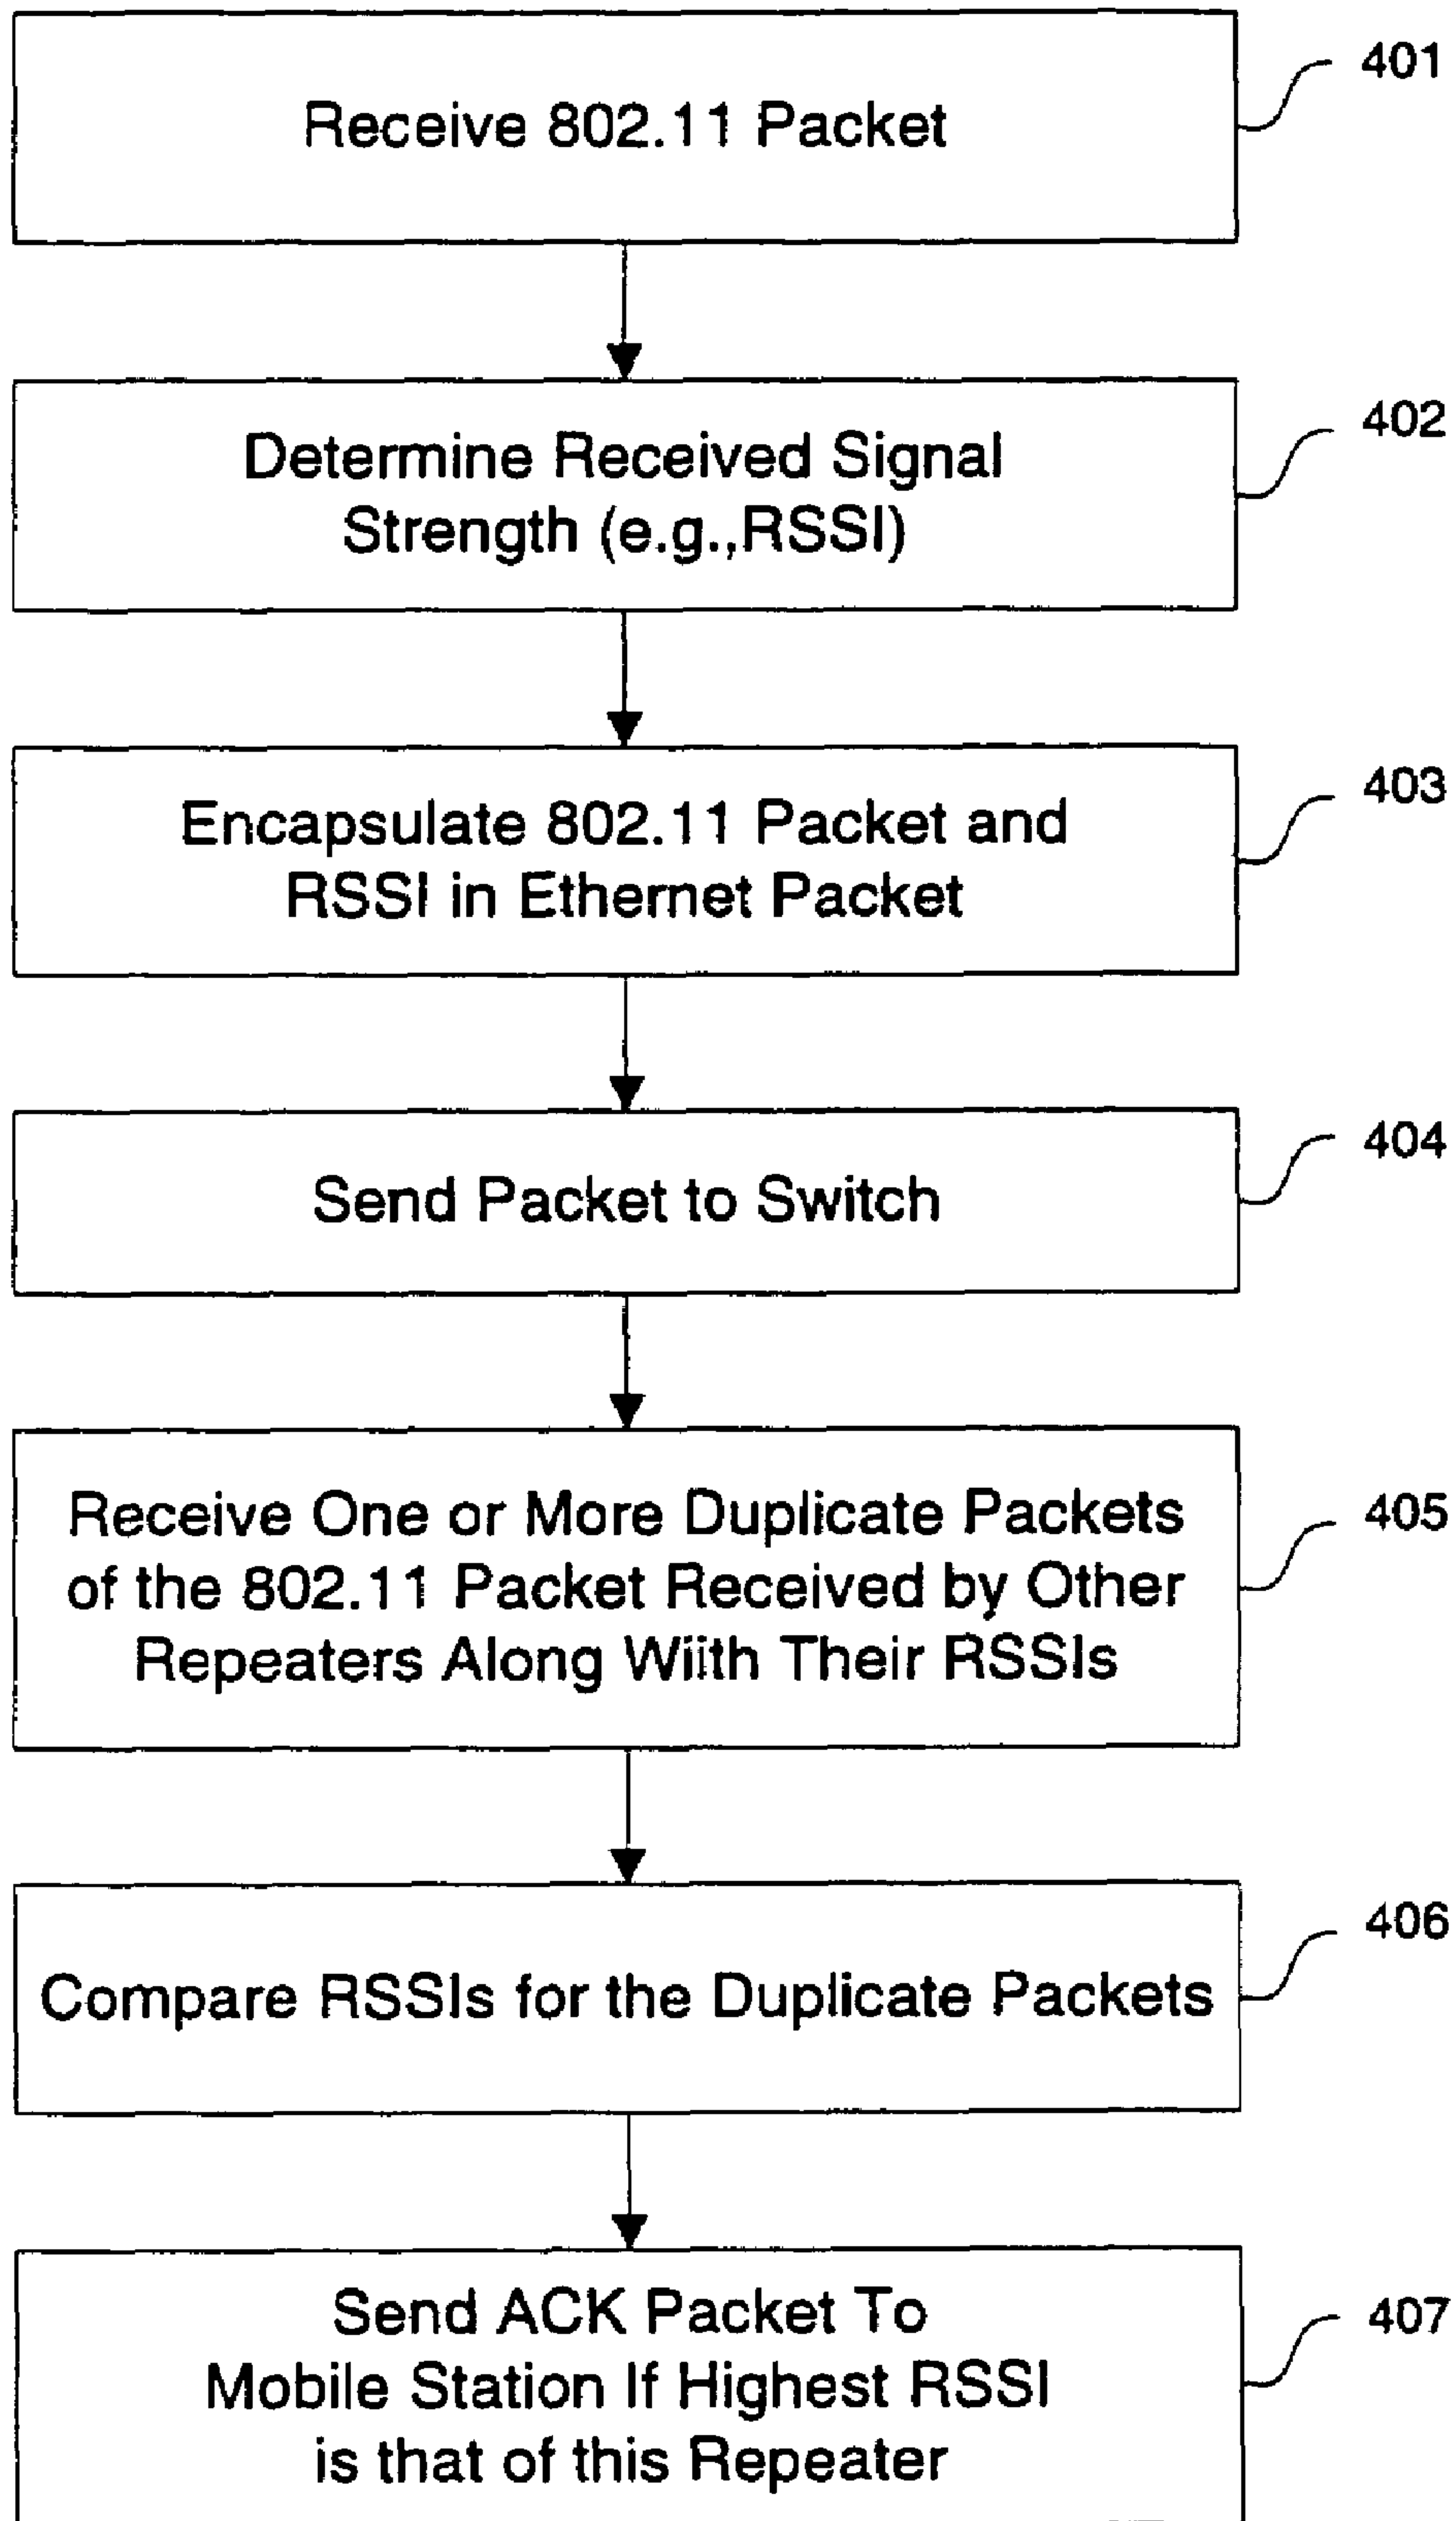 Receive 802.11 Packet
401
Determine Received Signal
Strength (e.g.,RSSI)
402
Encapsulate 802.11 Packet and
RSSI in Ethernet Packet
403
Send Packet to Switch
404
Receive One or More Duplicate Packets
of the 802.11 Packet Received by Other
Repeaters Along Wiith Their RSSIs
405
Compare RSSIs for the Duplicate Packets
406
Send ACK Packet To
Mobile Station If Highest RSSI
is that of this Repeater
407